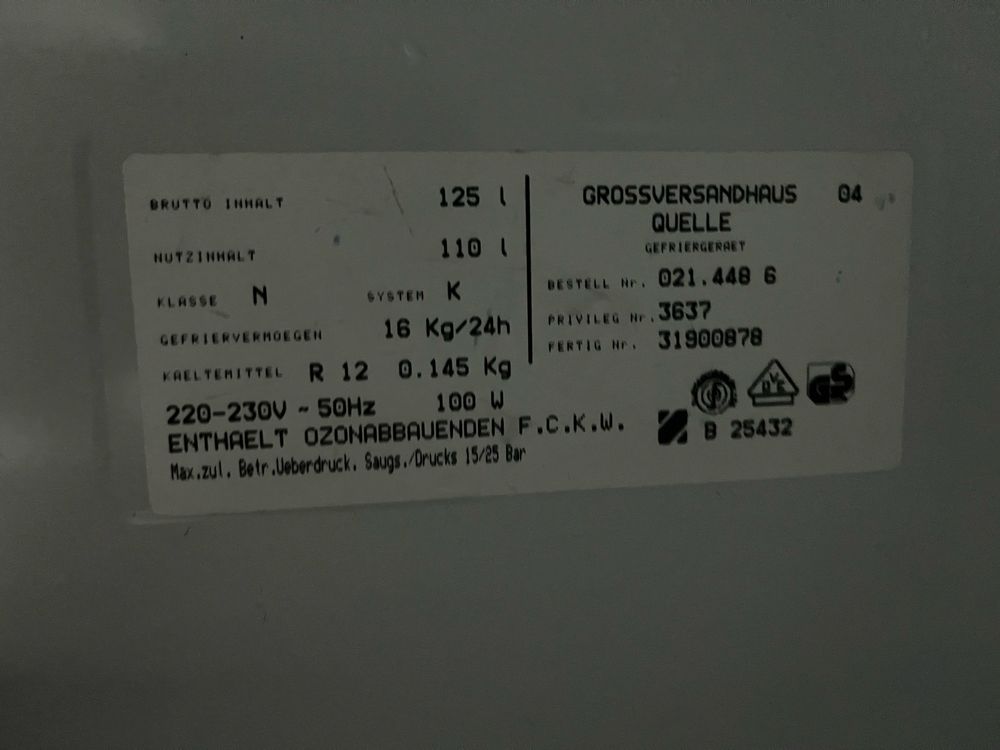 BRUTTO INHALT 125 l
NUTZINHALT 110 l
KLASSE N SYSTEM K
GEFRIERVERMOEGEN 16 Kg/24h
KAELTEMITTEL R 12 0.145 Kg
220-230V ~ 50Hz 100 W
ENTHAELT OZONABBAUENDEN F.C.K.W.
Max.zul. Betr.Ueberdruck. Saugs./Drucks 15/25 Bar
GROSSVERSANDHAUS 04
QUELLE
GEFRIERGERAET
BESTELL Nr. 021.448 6
PRIVILEG Nr. 3637
FERTIG Nr. 31900878
DVE GS
B 25432